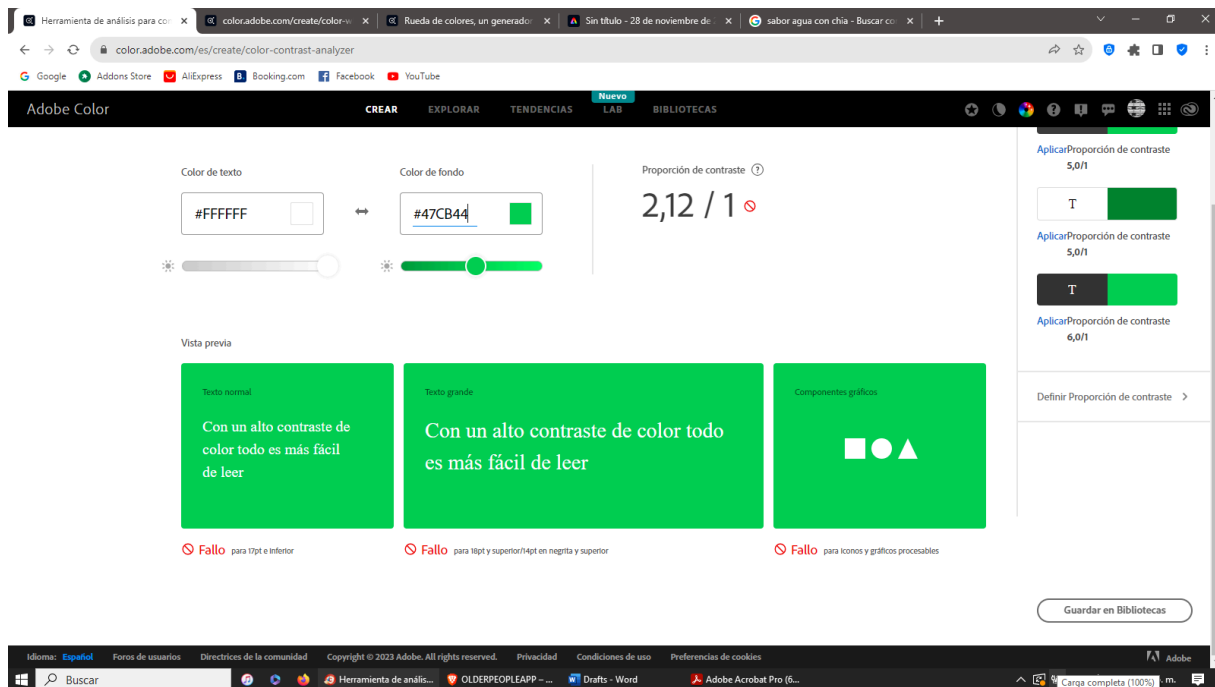 Herramienta de análisis para con
color.adobe.com/create/color-w
Rueda de colores, un generador
Sin título - 28 de noviembre de
sabor agua con chia - Buscar co
color.adobe.com/es/create/color-contrast-analyzer
Google Addons Store AliExpress Booking.com Facebook YouTube
Nuevo
Adobe Color CREAR EXPLORAR TENDENCIAS LAB BIBLIOTECAS
Color de texto
#FFFFFF
Color de fondo
#47CB44
Proporción de contraste
2,12 / 1
AplicarProporción de contraste
5,0/1
T
AplicarProporción de contraste
5,0/1
T
AplicarProporción de contraste
6,0/1
Definir Proporción de contraste
Vista previa
Texto normal
Con un alto contraste de
color todo es más fácil
de leer
Fallo para 17pt e inferior
Texto grande
Con un alto contraste de color todo
es más fácil de leer
Fallo para 18pt y superior/14pt en negrita y superior
Componentes gráficos
Fallo para iconos y gráficos procesables
Guardar en Bibliotecas
Idioma: Español Foros de usuarios Directrices de la comunidad Copyright © 2023 Adobe. All rights reserved. Privacidad Condiciones de uso Preferencias de cookies Adobe
Buscar Herramienta de anális... OLDERPEOPLEAPP – ... Drafts - Word Adobe Acrobat Pro (6... Carga completa (100%) . m.